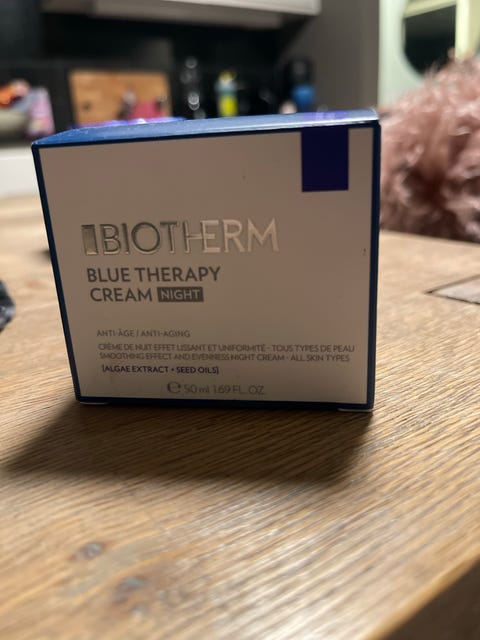 BIOTHERM
BLUE THERAPY
CREAM NIGHT
ANTI-ÂGE / ANTI-AGING
CRÈME DE NUIT EFFET LISSANT ET UNIFORMITÉ - TOUS TYPES DE PEAU
SMOOTHING EFFECT AND EVENNESS NIGHT CREAM - ALL SKIN TYPES
[ALGAE EXTRACT + SEED OILS]
℮ 50 ml 1.69 FL. OZ.